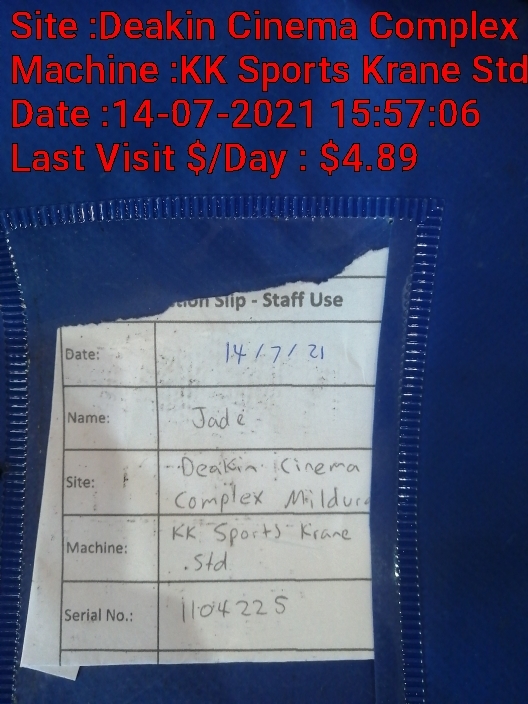 Site :Deakin Cinema Complex
Machine :KK Sports Krane Std
Date :14-07-2021 15:57:06
Last Visit $/Day : $4.89
Slip - Staff Use
Date: 14/7/21
Name: Jade
Site: Deakin Cinema
Complex Mildura
Machine: KK Sports Krane
.Std
Serial No.: 1104225